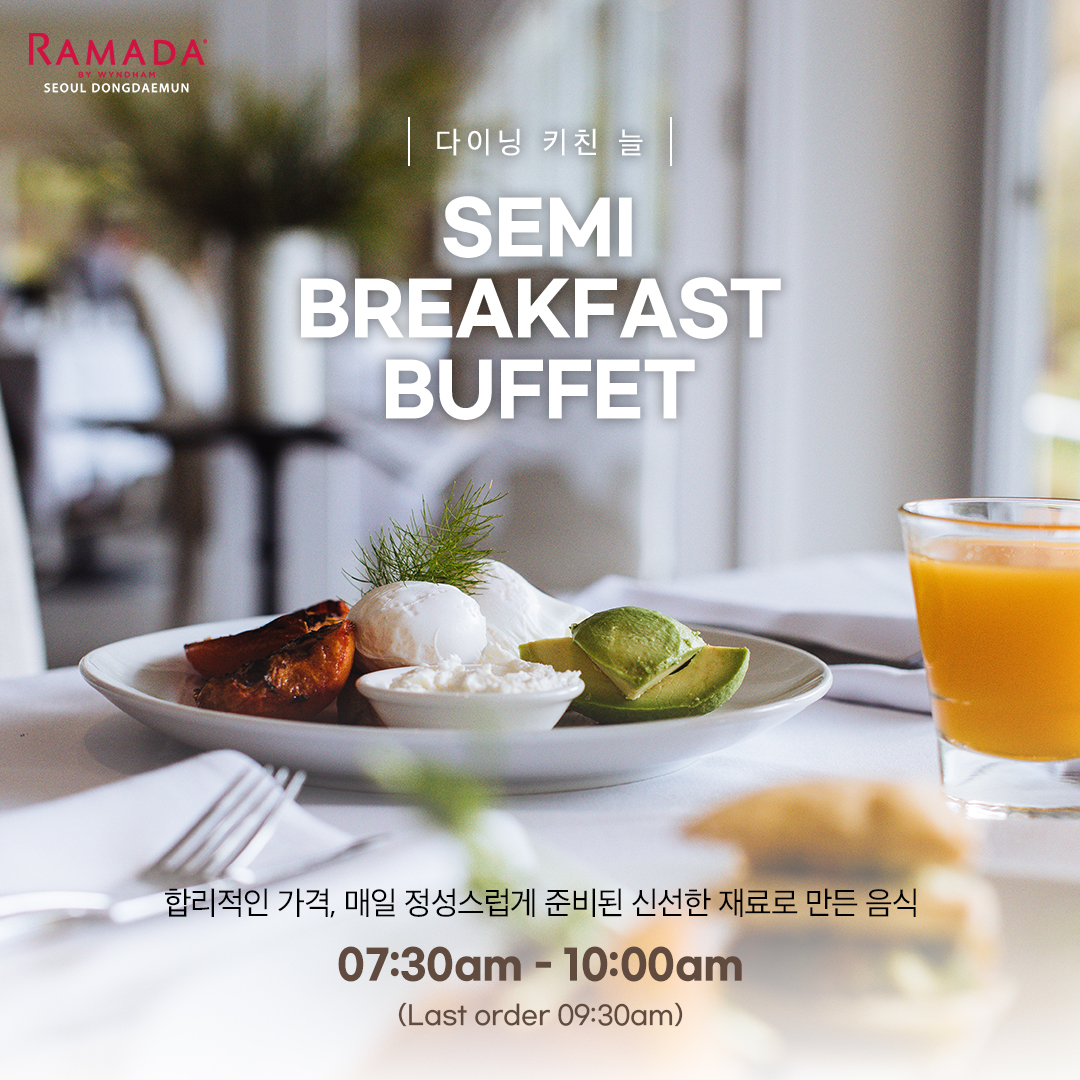 RAMADA
BY WYNDHAM
SEOUL DONGDAEMUN
다이닝 키친 늘
SEMI
BREAKFAST
BUFFET
합리적인 가격, 매일 정성스럽게 준비된 신선한 재료로 만든 음식
07:30am - 10:00am
(Last order 09:30am)